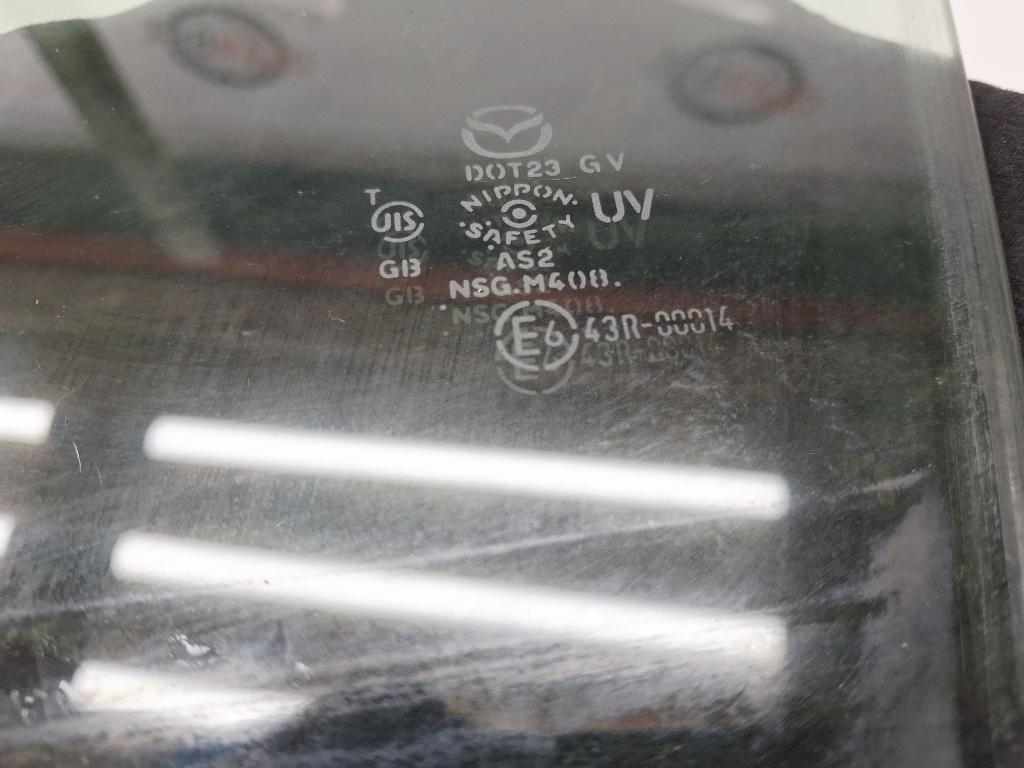 DOT23 GV
T
JIS
GB
NIPPON.
.SAFETY
UV
.AS2
.NSG.M408.
E6 43R-00014